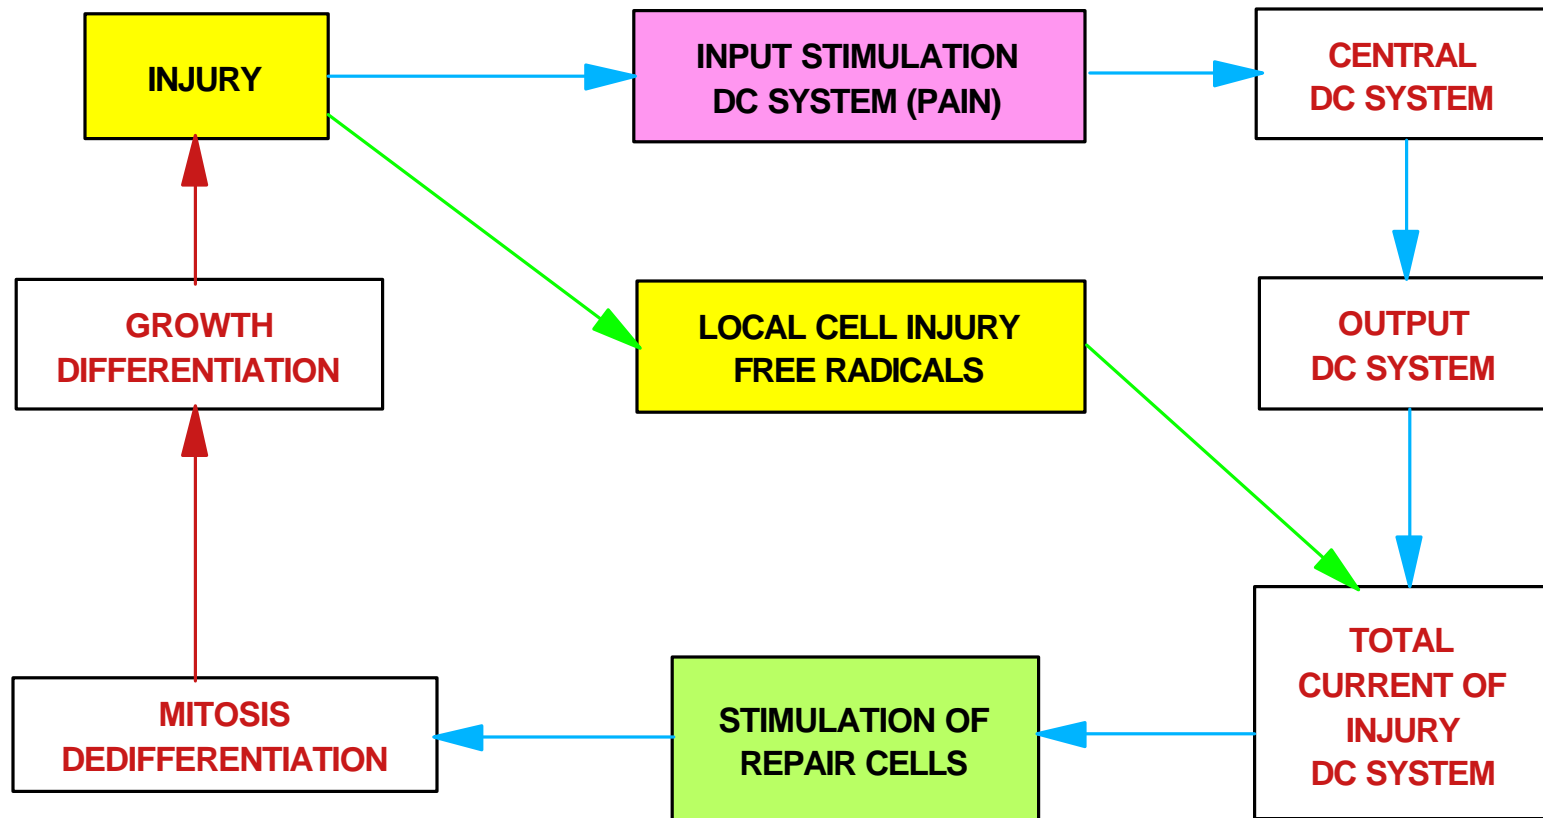 INJURY
INPUT STIMULATION
DC SYSTEM (PAIN)
CENTRAL
DC SYSTEM
GROWTH
DIFFERENTIATION
LOCAL CELL INJURY
FREE RADICALS
OUTPUT
DC SYSTEM
MITOSIS
DEDIFFERENTIATION
STIMULATION OF
REPAIR CELLS
TOTAL
CURRENT OF
INJURY
DC SYSTEM